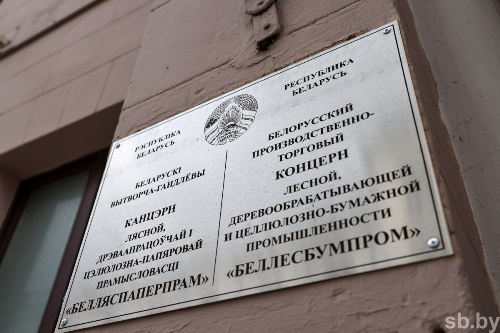 РЭСПУБЛІКА
БЕЛАРУСЬ
БЕЛАРУСКІ
ВЫТВОРЧА-ГАНДЛЁВЫ
КАНЦЭРН
ЛЯСНОЙ,
ДРЭВААПРАЦОЎЧАЙ І
ЦЭЛЮЛОЗНА-ПАПЯРОВАЙ
ПРАМЫСЛОВАСЦІ
«БЕЛЛЯСПАПЕРПРАМ»
РЕСПУБЛИКА
БЕЛАРУСЬ
БЕЛОРУССКИЙ
ПРОИЗВОДСТВЕННО-
ТОРГОВЫЙ
КОНЦЕРН
ЛЕСНОЙ,
ДЕРЕВООБРАБАТЫВАЮЩЕЙ
И ЦЕЛЛЮЛОЗНО-БУМАЖНОЙ
ПРОМЫШЛЕННОСТИ
«БЕЛЛЕСБУМПРОМ»
sb.by